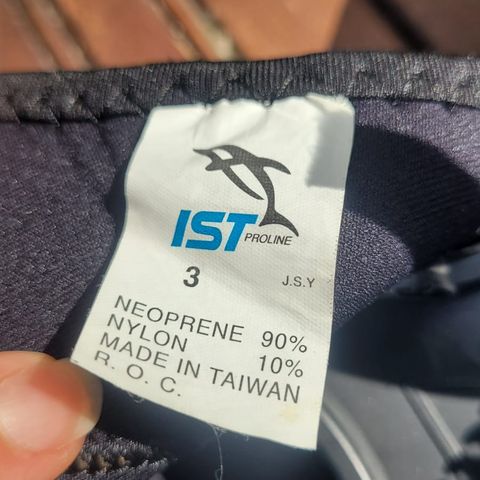 IST PROLINE
3 J.S.Y
NEOPRENE 90%
NYLON 10%
MADE IN TAIWAN
R. O. C.